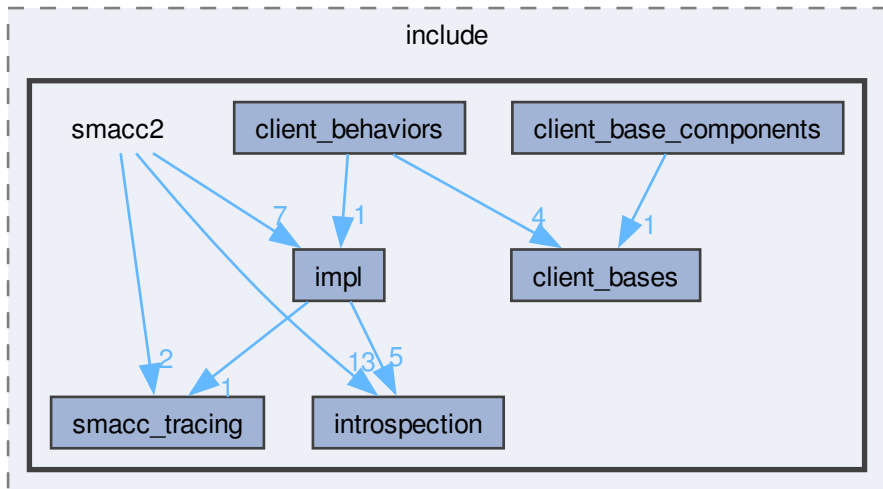 include
smacc2
client_behaviors
client_base_components
7
1
4
1
impl
client_bases
2
1
13
5
smacc_tracing
introspection